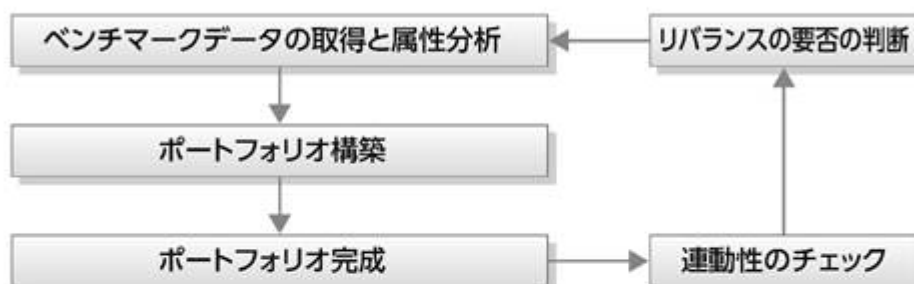 ベンチマークデータの取得と属性分析
リバランスの要否の判断
ポートフォリオ構築
ポートフォリオ完成
連動性のチェック